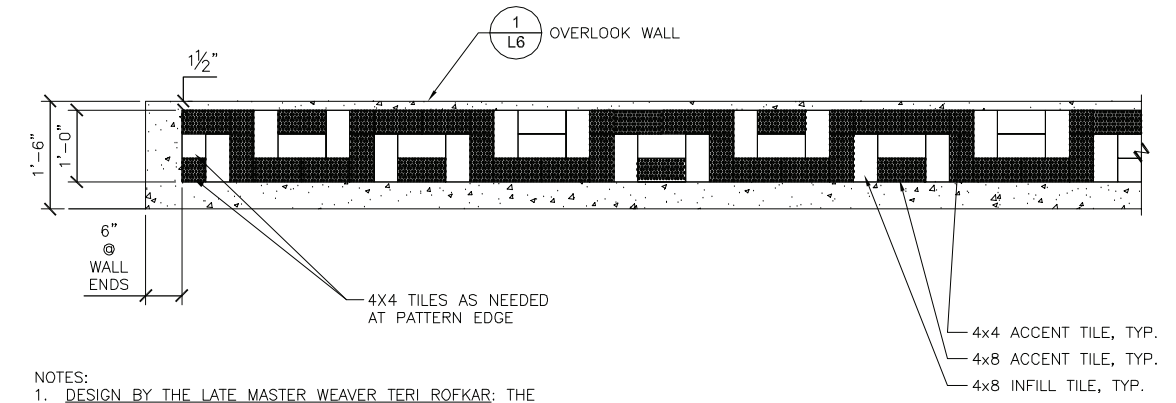 1
L6
OVERLOOK WALL
1½"
1'-6"
1'-0"
6"
@
WALL
ENDS
4X4 TILES AS NEEDED
AT PATTERN EDGE
4x4 ACCENT TILE, TYP.
4x8 ACCENT TILE, TYP.
4x8 INFILL TILE, TYP.
NOTES:
1. DESIGN BY THE LATE MASTER WEAVER TERI ROFKAR: THE